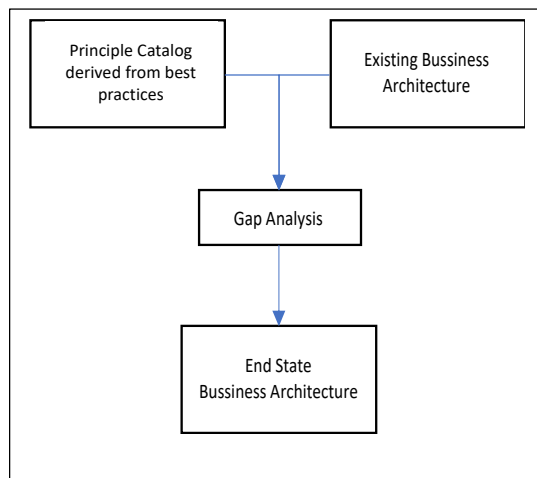 Principle Catalog
derived from best
practices
Existing Bussiness
Architecture
Gap Analysis
End State
Bussiness Architecture